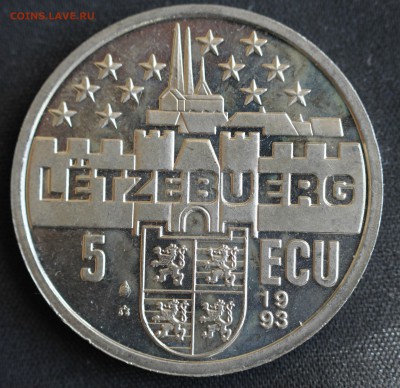 COINS.LAVE.RU
LËTZEBUERG
5 ECU
19
93